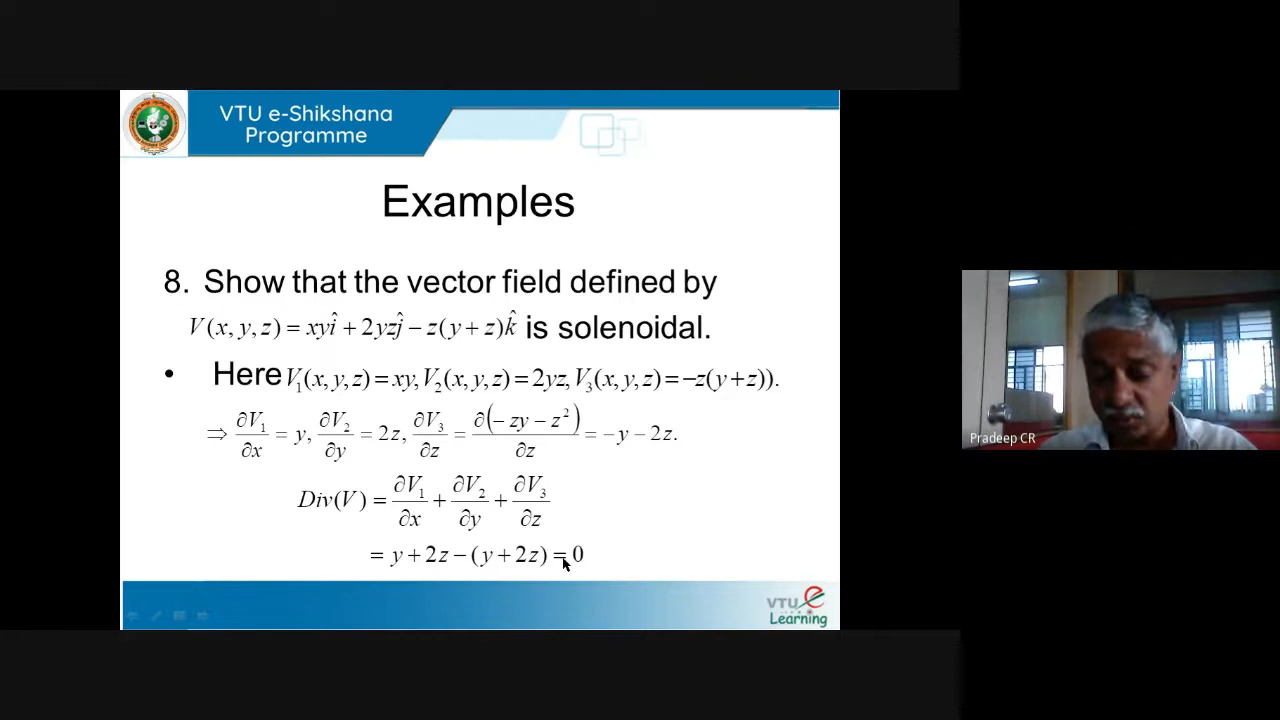 VTU e-Shikshana
Programme
Examples
8. Show that the vector field defined by
V(x, y, z) = xyî + 2yzĵ − z(y + z)k̂ is solenoidal.
• Here V₁(x, y, z) = xy, V₂(x, y, z) = 2yz, V₃(x, y, z) = −z(y + z)).
⇒ ∂V₁/∂x = y, ∂V₂/∂y = 2z, ∂V₃/∂z = ∂(− zy − z²)/∂z = − y − 2z.
Div(V) = ∂V₁/∂x + ∂V₂/∂y + ∂V₃/∂z
= y + 2z − (y + 2z) = 0
VTU e
Learning
Pradeep CR